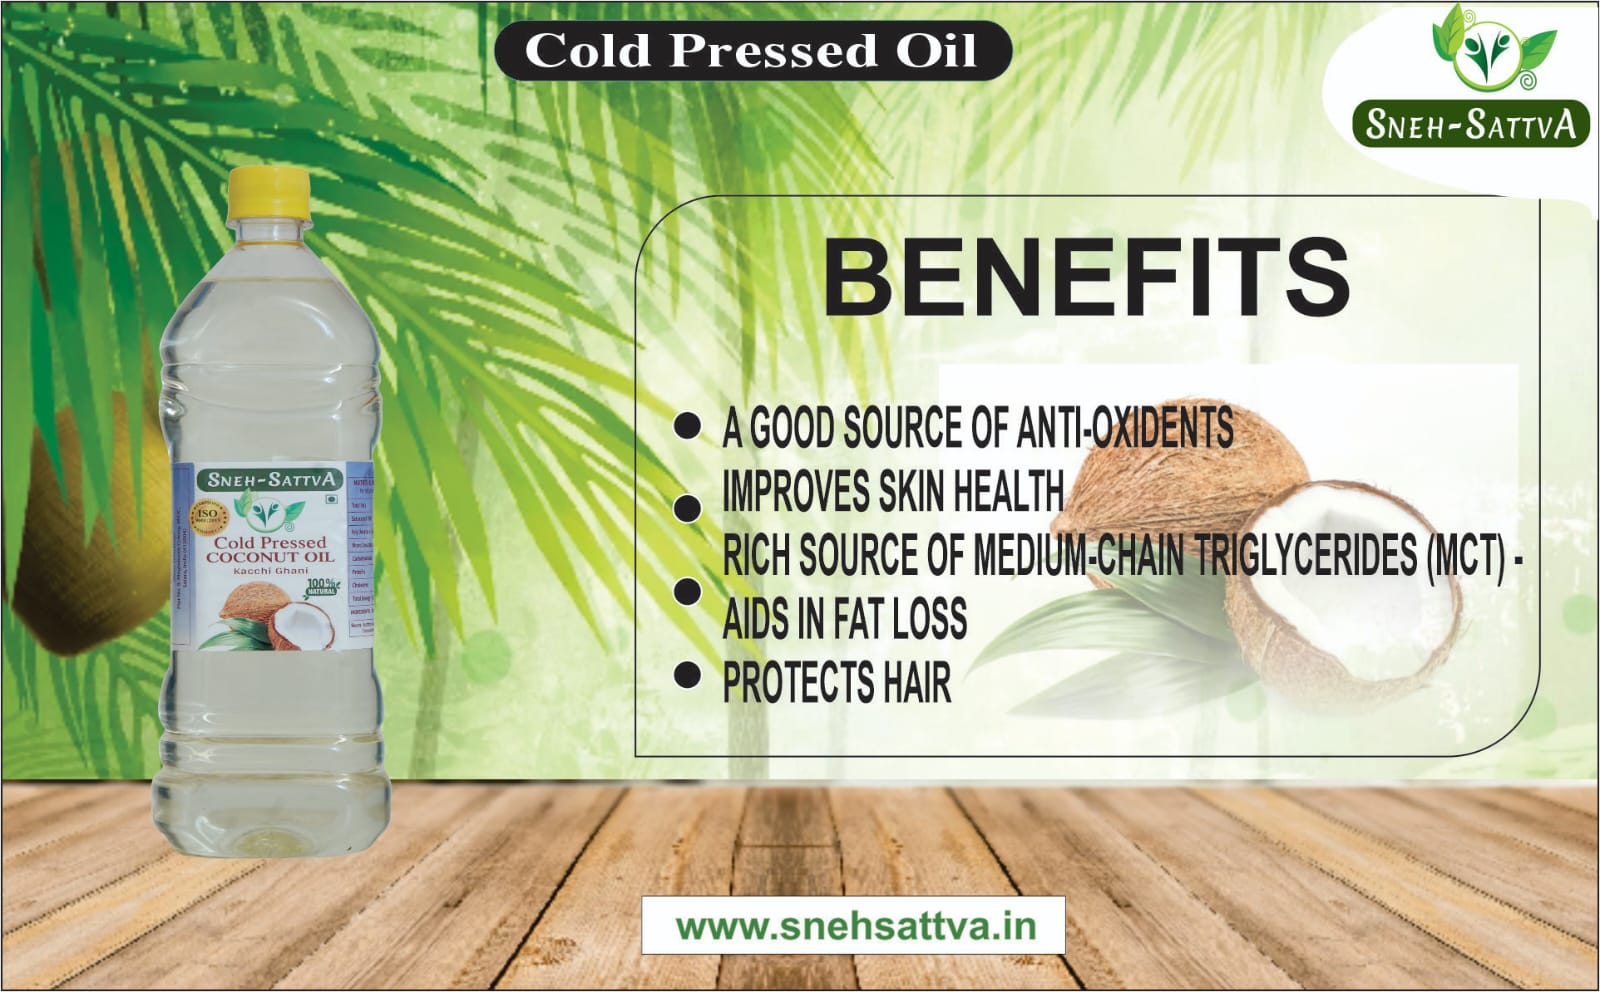 Cold Pressed Oil
SNEH-SATTVA
BENEFITS
A GOOD SOURCE OF ANTI-OXIDENTS
IMPROVES SKIN HEALTH
RICH SOURCE OF MEDIUM-CHAIN TRIGLYCERIDES (MCT) -
AIDS IN FAT LOSS
PROTECTS HAIR
SNEH-SATTVA
ISO
Cold Pressed
COCONUT OIL
Kacchi Ghani
100%
NATURAL
www.snehsattva.in